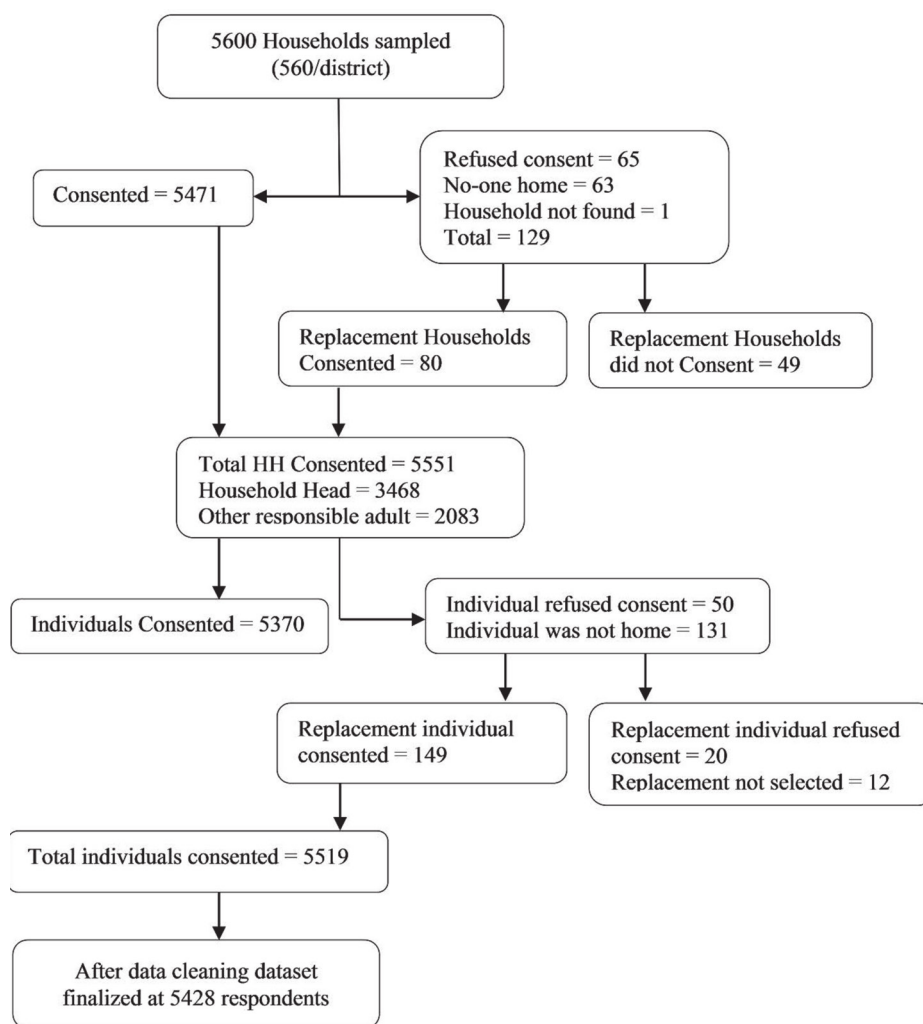 5600 Households sampled
(560/district)
Consented = 5471
Refused consent = 65
No-one home = 63
Household not found = 1
Total = 129
Replacement Households
Consented = 80
Replacement Households
did not Consent = 49
Total HH Consented = 5551
Household Head = 3468
Other responsible adult = 2083
Individuals Consented = 5370
Individual refused consent = 50
Individual was not home = 131
Replacement individual
consented = 149
Replacement individual refused
consent = 20
Replacement not selected = 12
Total individuals consented = 5519
After data cleaning dataset
finalized at 5428 respondents